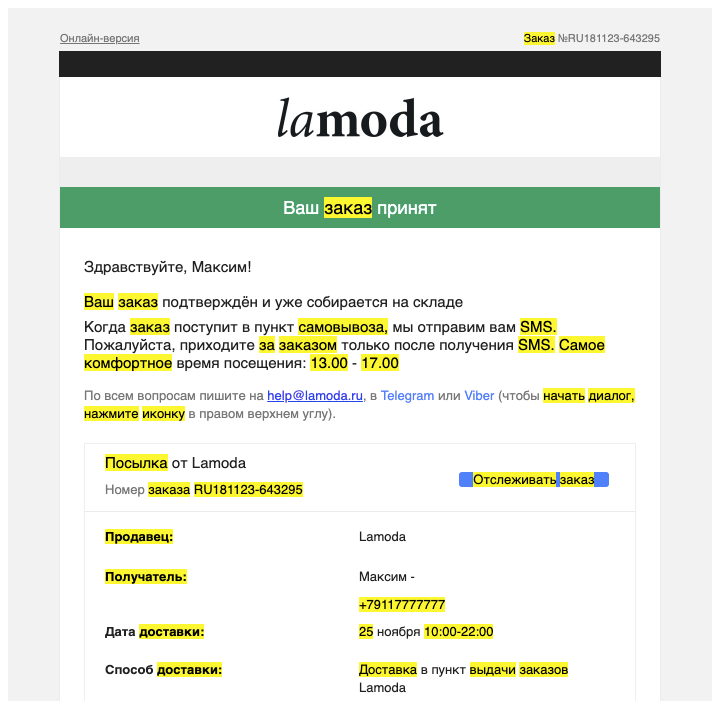 Онлайн-версия
Заказ №RU181123-643295
lamoda
Ваш заказ принят
Здравствуйте, Максим!
Ваш заказ подтверждён и уже собирается на складе
Когда заказ поступит в пункт самовывоза, мы отправим вам SMS.
Пожалуйста, приходите за заказом только после получения SMS. Самое
комфортное время посещения: 13.00 - 17.00
По всем вопросам пишите на help@lamoda.ru, в Telegram или Viber (чтобы начать диалог,
нажмите иконку в правом верхнем углу).
Посылка от Lamoda
Номер заказа RU181123-643295
Отслеживать заказ
Продавец: Lamoda
Получатель: Максим -
+79117777777
Дата доставки: 25 ноября 10:00-22:00
Способ доставки: Доставка в пункт выдачи заказов
Lamoda